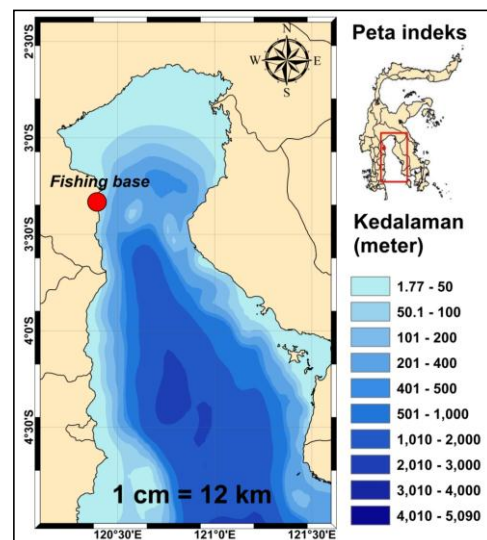 2°30'S
3°0'S
3°30'S
4°0'S
4°30'S
N
W E
S
Fishing base
1 cm = 12 km
120°30'E
121°0'E
121°30'E
Peta indeks
Kedalaman
(meter)
1.77 - 50
50.1 - 100
101 - 200
201 - 400
401 - 500
501 - 1,000
1,010 - 2,000
2,010 - 3,000
3,010 - 4,000
4,010 - 5,090